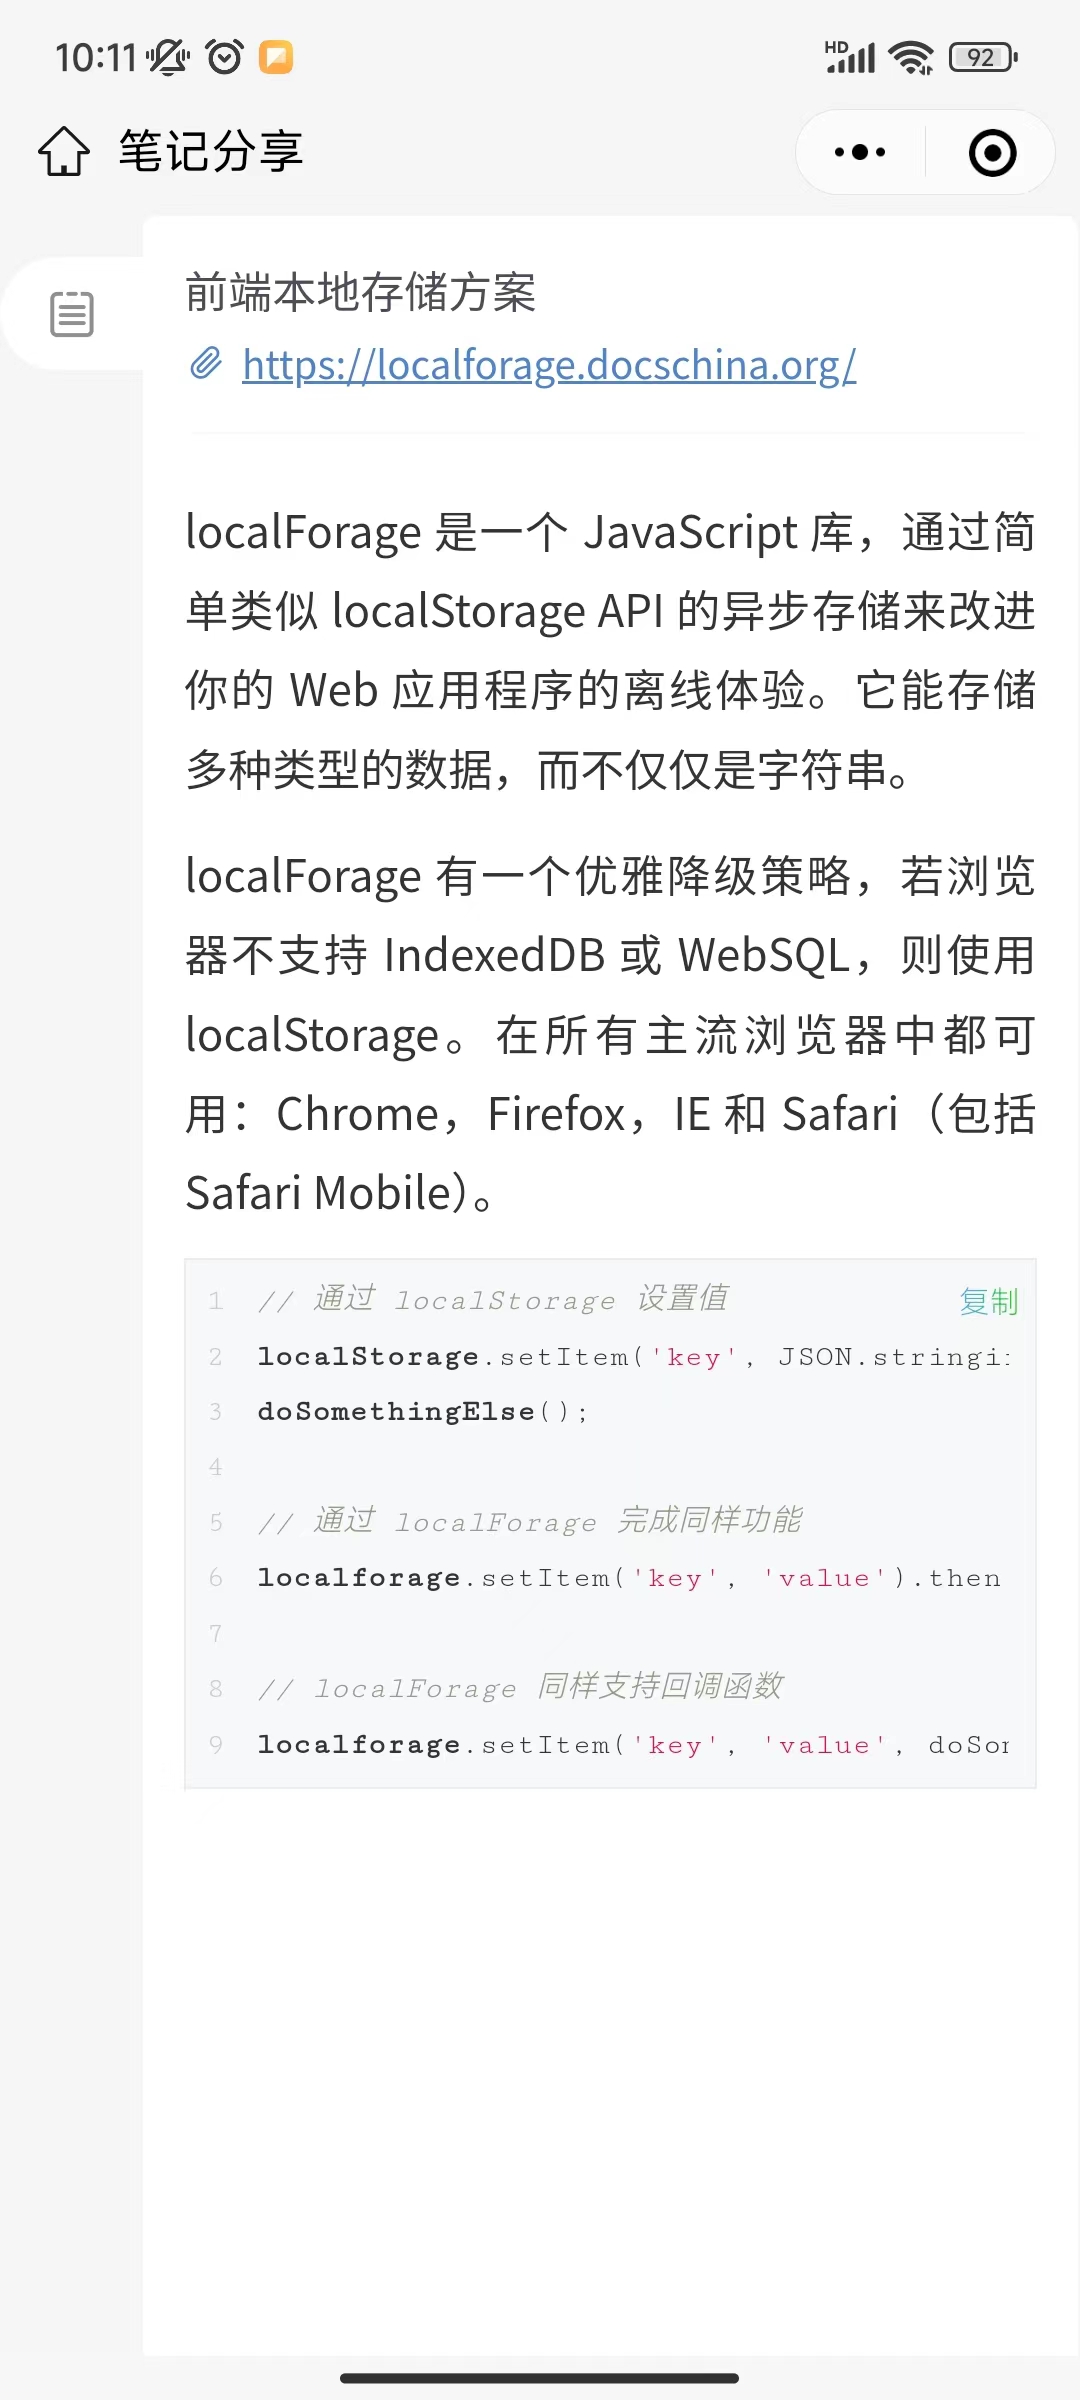 10:11
HD
92
笔记分享
前端本地存储方案
https://localforage.docschina.org/
localForage 是一个 JavaScript 库，通过简
单类似 localStorage API 的异步存储来改进
你的 Web 应用程序的离线体验。它能存储
多种类型的数据，而不仅仅是字符串。
localForage 有一个优雅降级策略，若浏览
器不支持 IndexedDB 或 WebSQL，则使用
localStorage。在所有主流浏览器中都可
用：Chrome，Firefox，IE 和 Safari（包括
Safari Mobile）。
复制
1 // 通过 localStorage 设置值
2 localStorage.setItem('key', JSON.stringi
3 doSomethingElse();
4
5 // 通过 localForage 完成同样功能
6 localforage.setItem('key', 'value').then
7
8 // localForage 同样支持回调函数
9 localforage.setItem('key', 'value', doSo